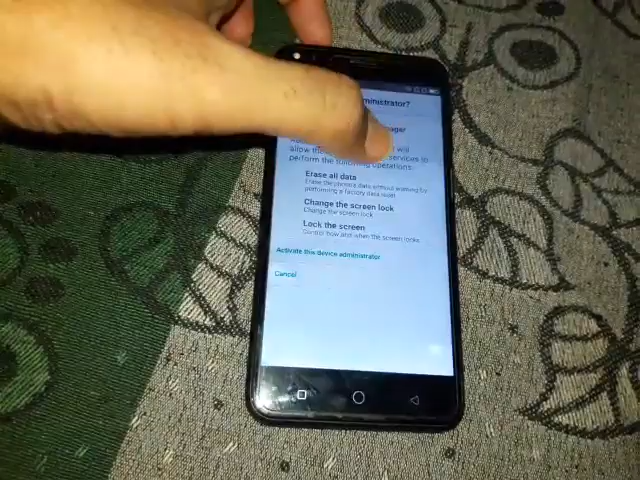 ministrator?
ager
will
allow the services to
perform the following operations:
Erase all data
Erase the phone's data without warning by
performing a factory data reset
Change the screen lock
Change the screen lock
Lock the screen
Control how and when the screen locks.
Activate this device administrator
Cancel